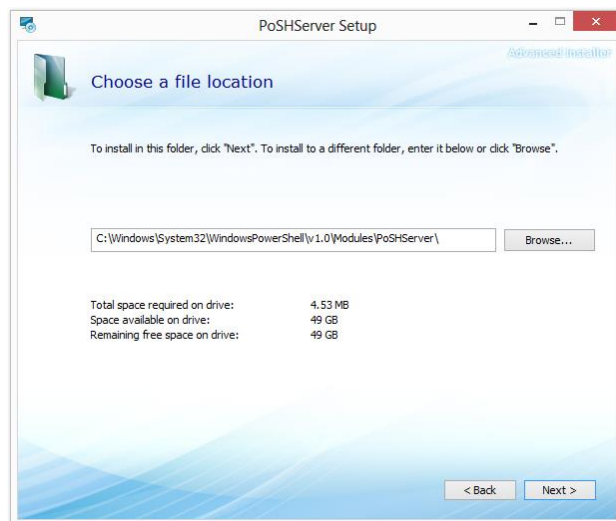 PoSHServer Setup
Advanced Installer
Choose a file location
To install in this folder, click "Next". To install to a different folder, enter it below or click "Browse".
C:\Windows\System32\WindowsPowerShell\v1.0\Modules\PoSHServer\
Browse...
Total space required on drive: 4.53 MB
Space available on drive: 49 GB
Remaining free space on drive: 49 GB
< Back Next >